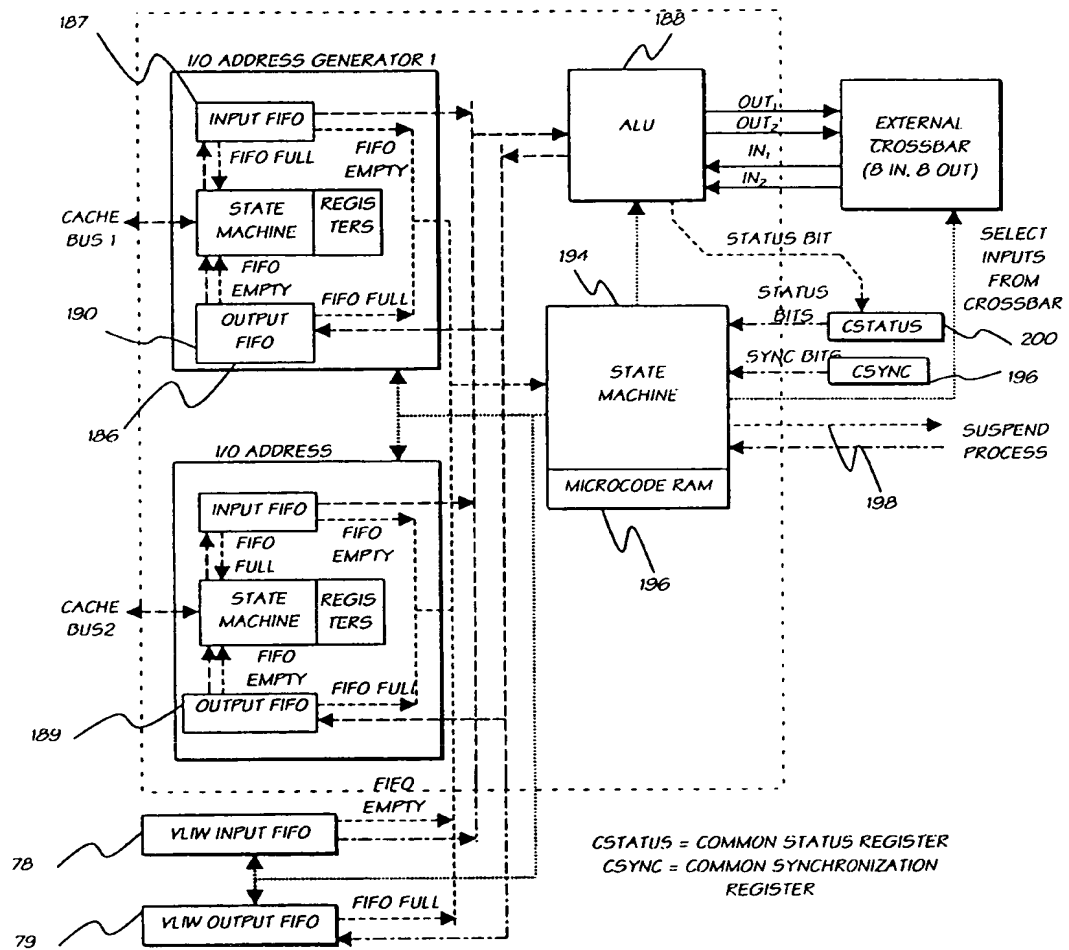 187
I/O ADDRESS GENERATOR 1
INPUT FIFO
FIFO FULL
FIFO
EMPTY
CACHE
BUS 1
STATE
MACHINE
REGIS
TERS
FIFO
EMPTY
FIFO FULL
OUTPUT
FIFO
190
186
188
ALU
OUT1
OUT2
IN1
IN2
EXTERNAL
CROSSBAR
(8 IN, 8 OUT)
STATUS BIT
SELECT
INPUTS
FROM
CROSSBAR
194
STATUS
BITS
CSTATUS
200
SYNC BITS
CSYNC
196
STATE
MACHINE
SUSPEND
PROCESS
198
MICROCODE RAM
196
I/O ADDRESS
INPUT FIFO
FIFO
FULL
FIFO
EMPTY
CACHE
BUS2
STATE
MACHINE
REGIS
TERS
FIFO
EMPTY
FIFO FULL
OUTPUT FIFO
189
FIFO
EMPTY
VLIW INPUT FIFO
78
FIFO FULL
VLIW OUTPUT FIFO
79
CSTATUS = COMMON STATUS REGISTER
CSYNC = COMMON SYNCHRONIZATION
REGISTER